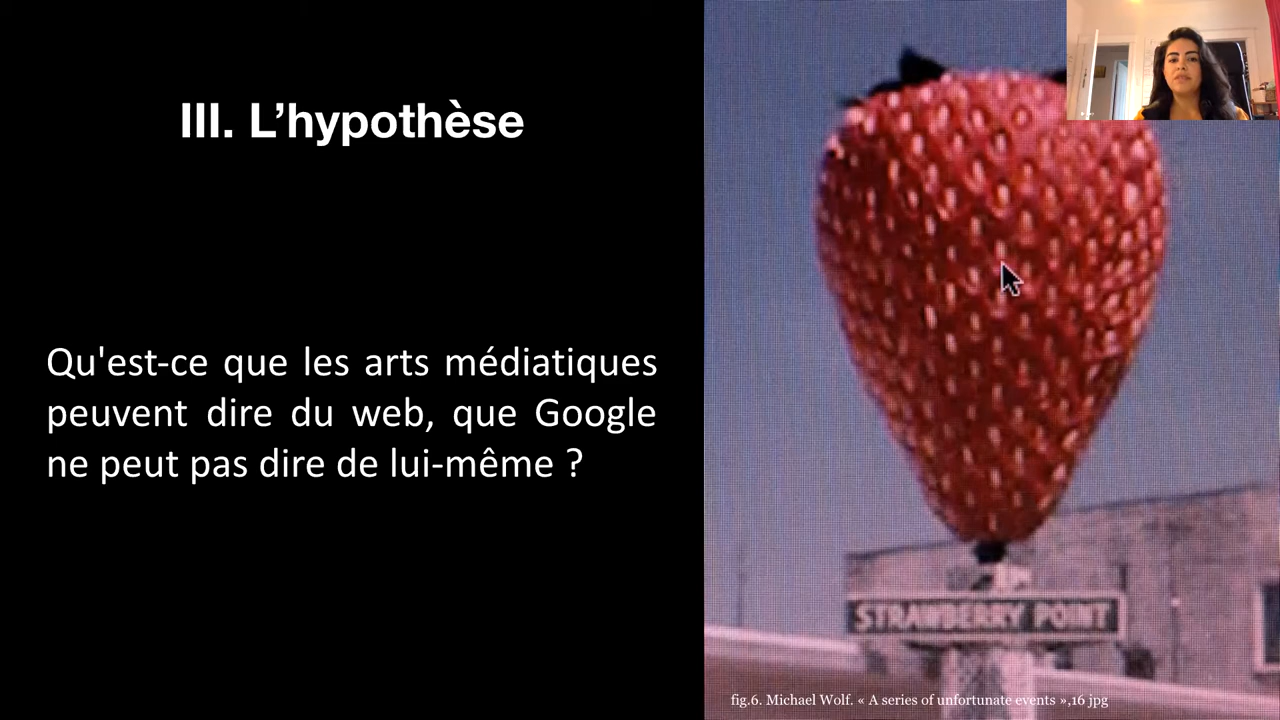 III. L'hypothèse
Qu'est-ce que les arts médiatiques
peuvent dire du web, que Google
ne peut pas dire de lui-même ?
STRAWBERRY POINT
fig.6. Michael Wolf. « A series of unfortunate events »,16 jpg